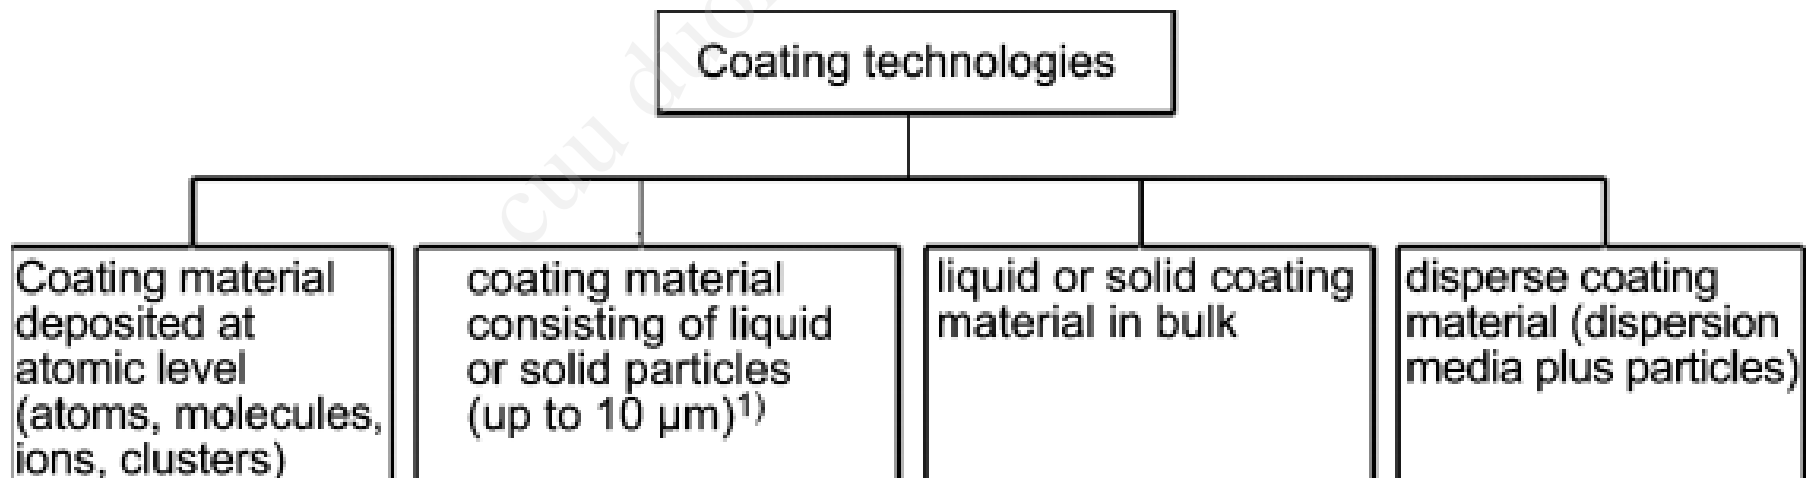 Coating technologies
Coating material
deposited at
atomic level
(atoms, molecules,
ions, clusters)
coating material
consisting of liquid
or solid particles
(up to 10 µm)¹⁾
liquid or solid coating
material in bulk
disperse coating
material (dispersion
media plus particles)
cuu duo